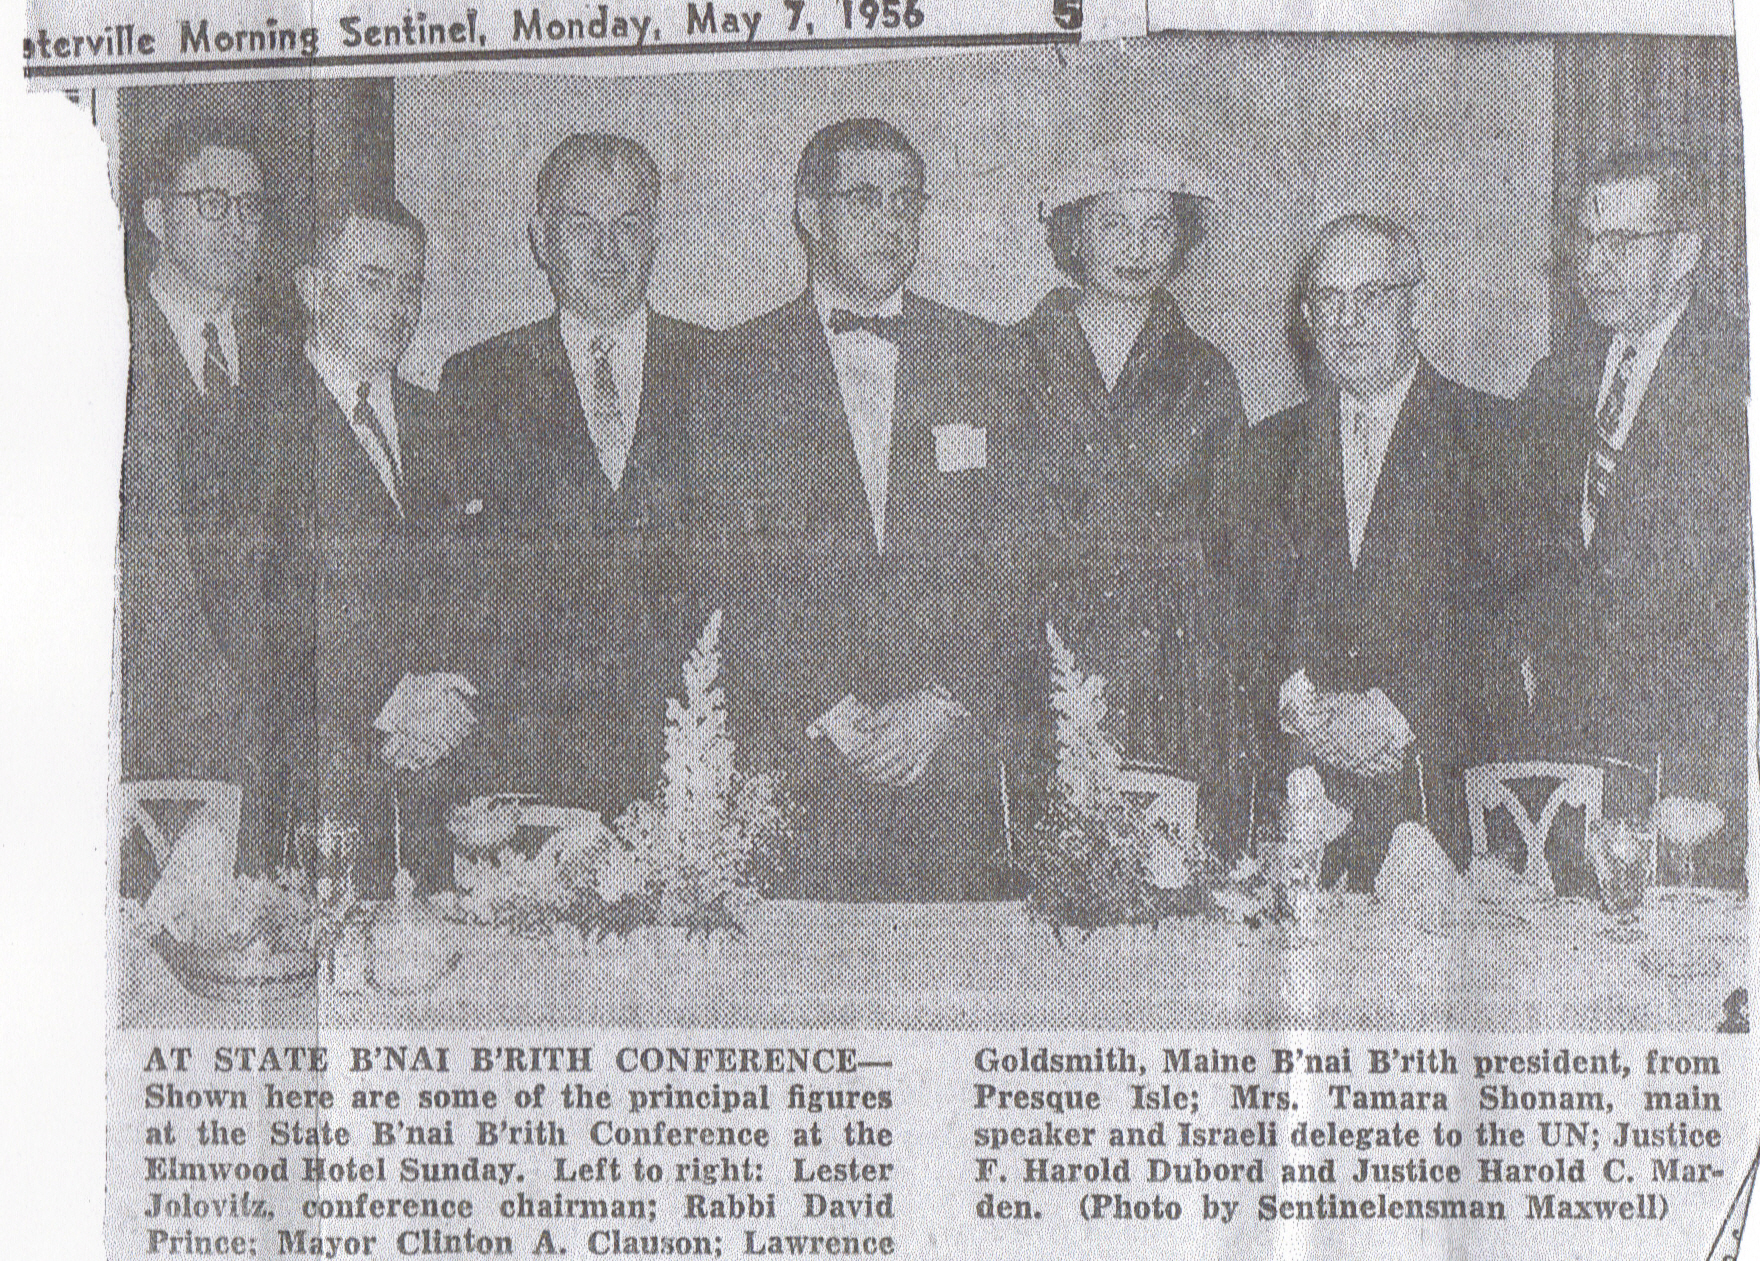 aterville Morning Sentinel, Monday, May 7, 1956 5
AT STATE B'NAI B'RITH CONFERENCE—
Shown here are some of the principal figures
at the State B'nai B'rith Conference at the
Elmwood Hotel Sunday. Left to right: Lester
Jolovitz, conference chairman; Rabbi David
Prince; Mayor Clinton A. Clauson; Lawrence
Goldsmith, Maine B'nai B'rith president, from
Presque Isle; Mrs. Tamara Shonam, main
speaker and Israeli delegate to the UN; Justice
F. Harold Dubord and Justice Harold C. Mar-
den. (Photo by Sentinelensman Maxwell)